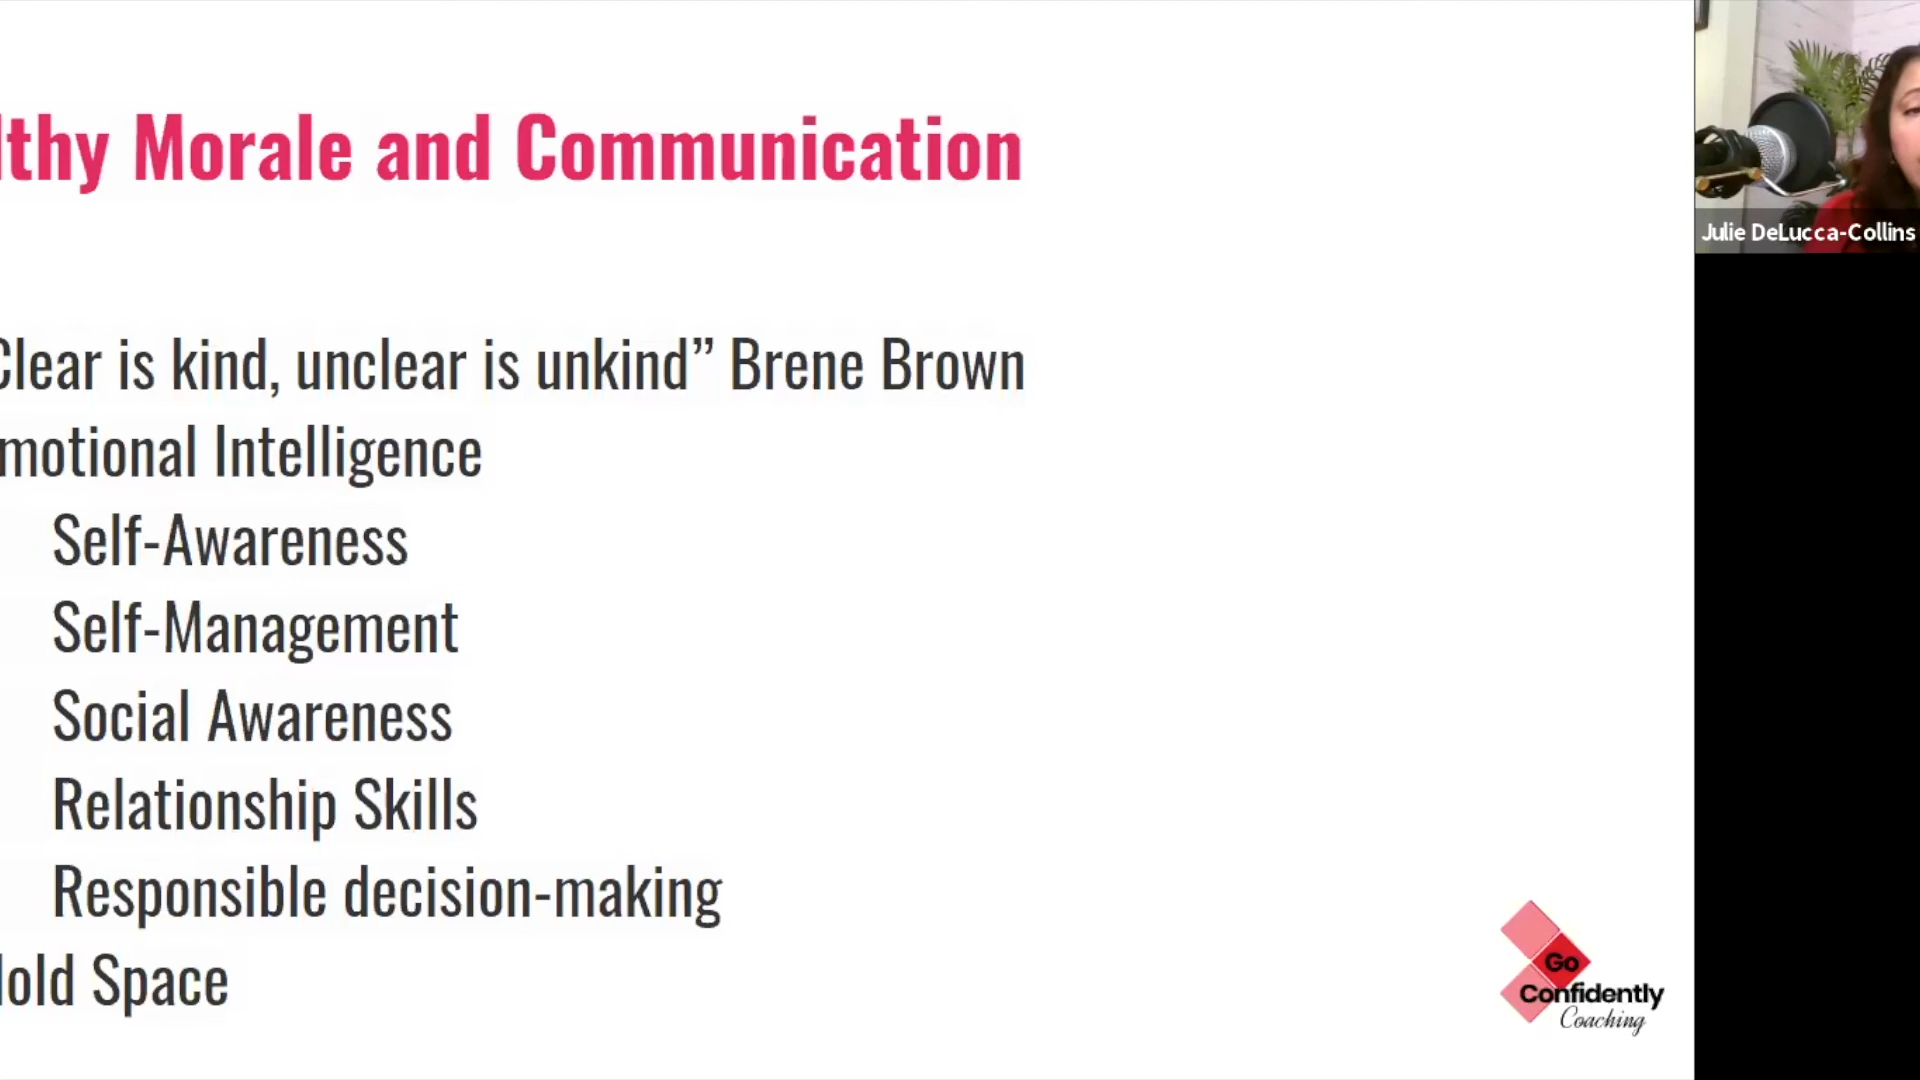 lthy Morale and Communication
Clear is kind, unclear is unkind” Brene Brown
motional Intelligence
Self-Awareness
Self-Management
Social Awareness
Relationship Skills
Responsible decision-making
old Space
Go
Confidently
Coaching
Julie DeLucca-Collins